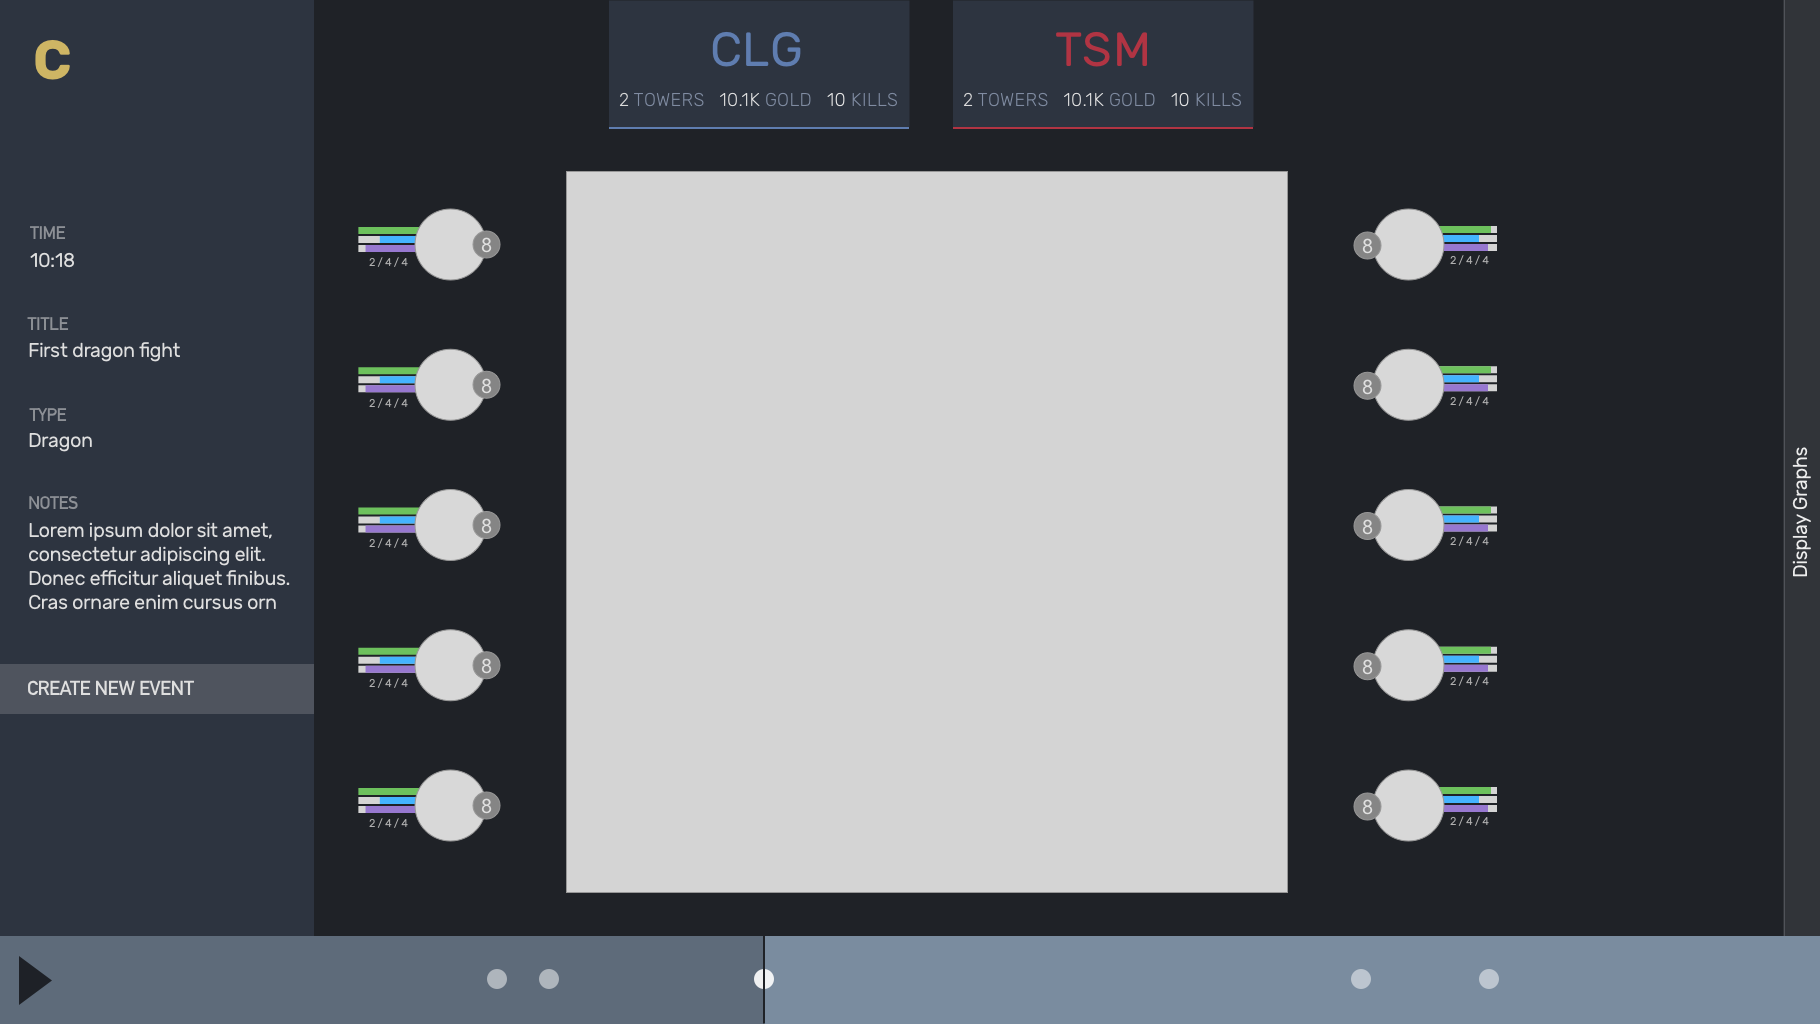 C
TIME
10:18
TITLE
First dragon fight
TYPE
Dragon
NOTES
Lorem ipsum dolor sit amet,
consectetur adipiscing elit.
Donec efficitur aliquet finibus.
Cras ornare enim cursus orn
CREATE NEW EVENT
CLG
2 TOWERS 10.1K GOLD 10 KILLS
TSM
2 TOWERS 10.1K GOLD 10 KILLS
8
2 / 4 / 4
8
2 / 4 / 4
8
2 / 4 / 4
8
2 / 4 / 4
8
2 / 4 / 4
8
2 / 4 / 4
8
2 / 4 / 4
8
2 / 4 / 4
8
2 / 4 / 4
8
2 / 4 / 4
Display Graphs